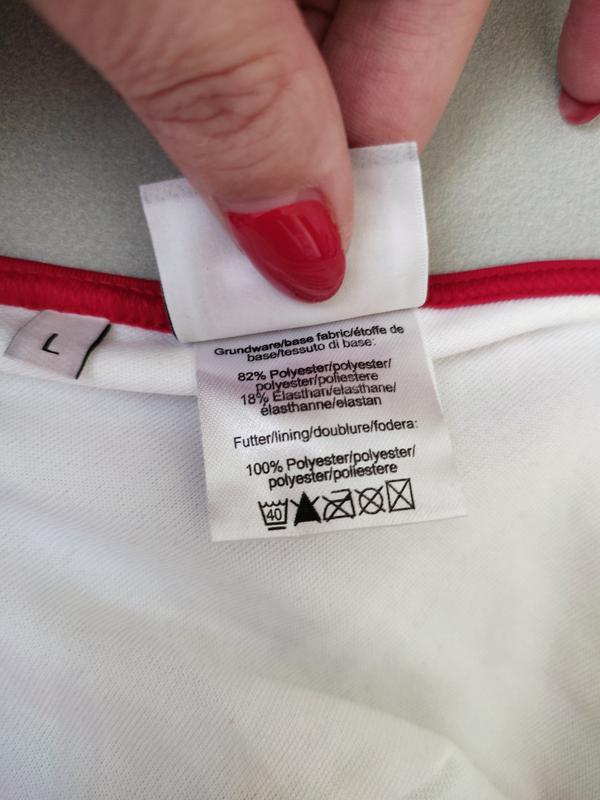 L
Grundware/base fabric/étoffe de
base/tessuto di base:
82% Polyester/polyester/
polyester/poliestere
18% Elasthan/elasthane/
élasthanne/elastan
Futter/lining/doublure/fodera:
100% Polyester/polyester/
polyester/poliestere
40